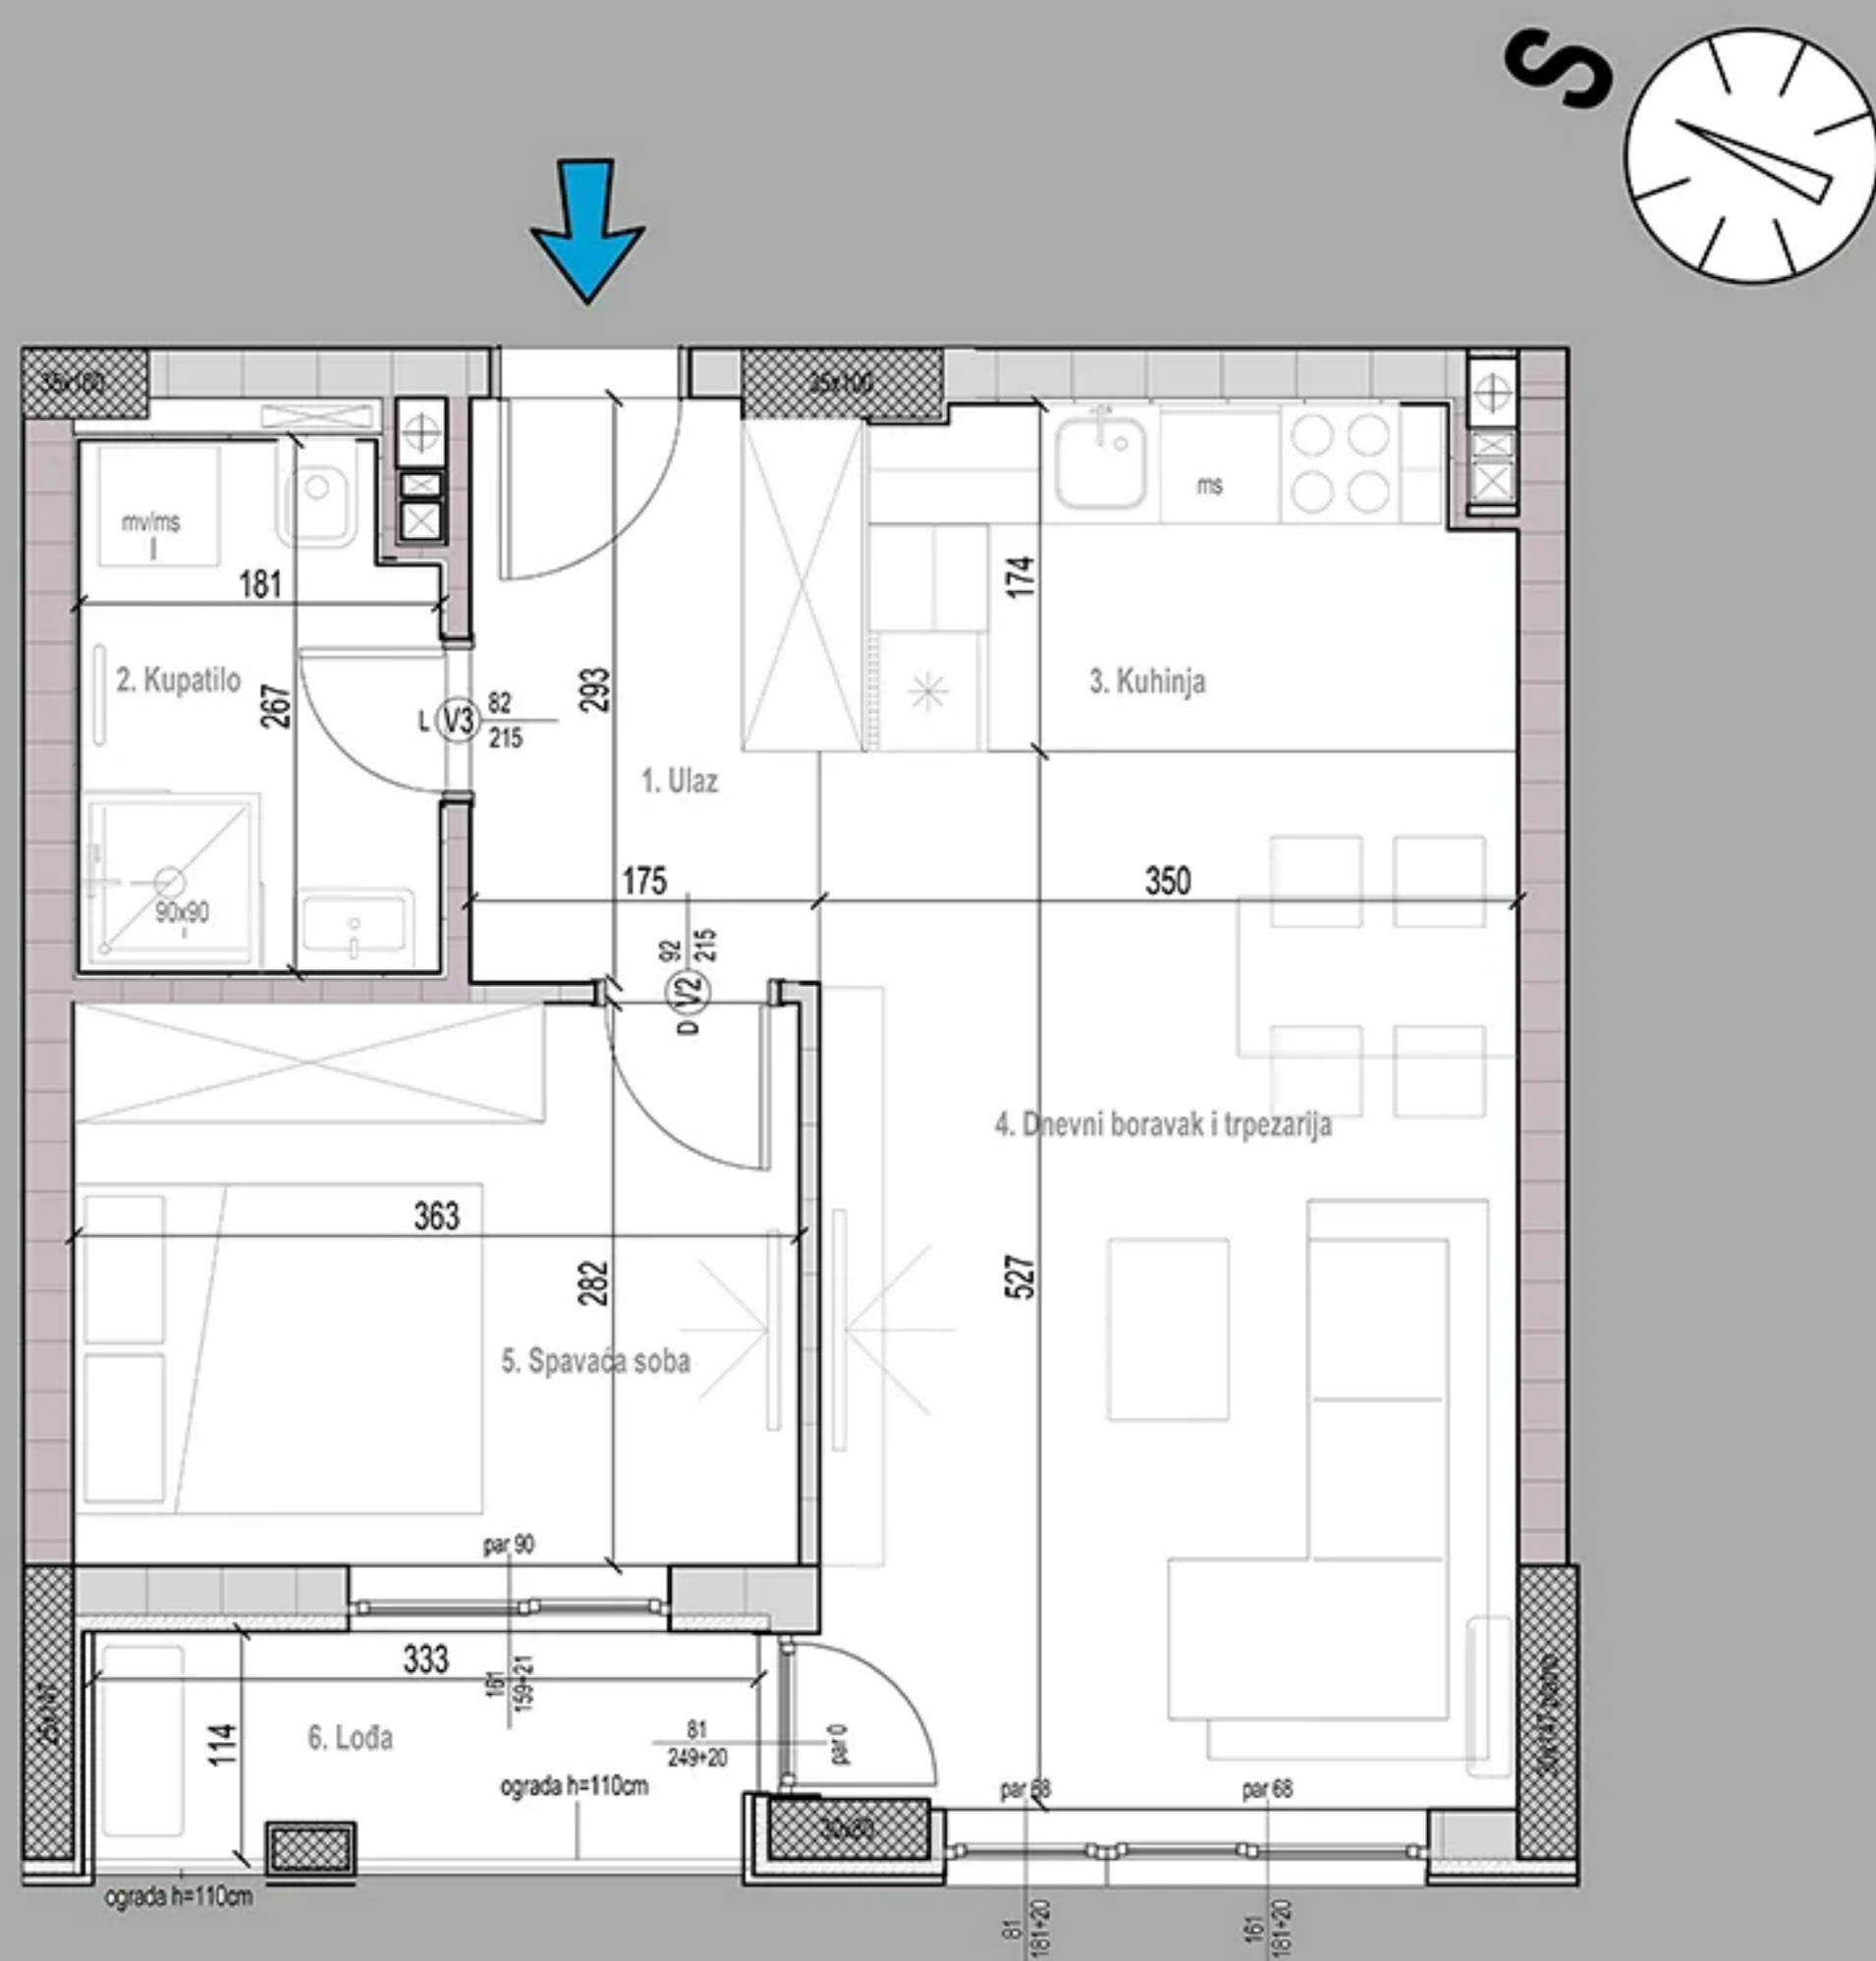 S
35x160
35x100
mv/ms
ms
181
174
2. Kupatilo
267
293
3. Kuhinja
L V3 82
215
1. Ulaz
175
350
90x90
92
215
D V2
4. Dnevni boravak i trpezarija
363
282
527
5. Spavaća soba
par 90
333
161
159+21
114
6. Lođa
81
249+20
par 0
ograda h=110cm
par 68
par 68
30x80
ograda h=110cm
81
181+20
161
181+20